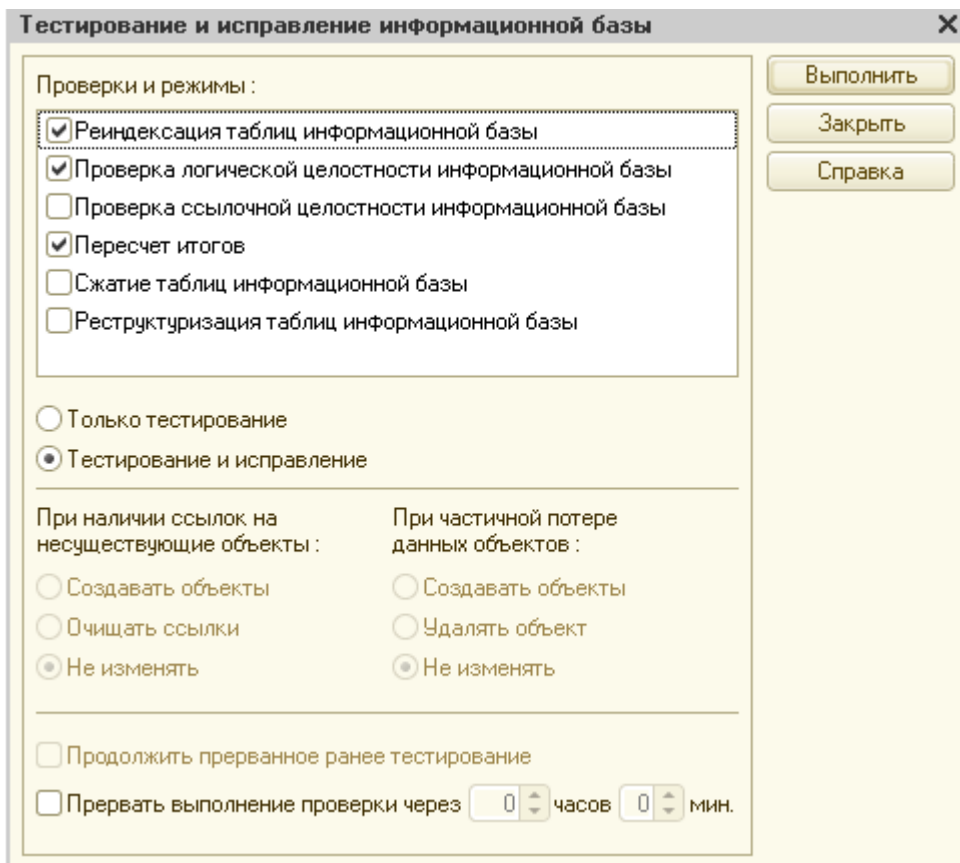 Тестирование и исправление информационной базы
Проверки и режимы :
Реиндексация таблиц информационной базы
Проверка логической целостности информационной базы
Проверка ссылочной целостности информационной базы
Пересчет итогов
Сжатие таблиц информационной базы
Реструктуризация таблиц информационной базы
Выполнить
Закрыть
Справка
Только тестирование
Тестирование и исправление
При наличии ссылок на
несуществующие объекты :
Создавать объекты
Очищать ссылки
Не изменять
При частичной потере
данных объектов :
Создавать объекты
Удалять объект
Не изменять
Продолжить прерванное ранее тестирование
Прервать выполнение проверки через 0 часов 0 мин.